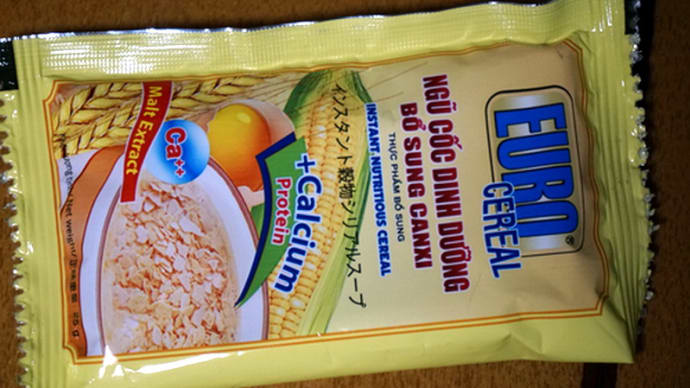 EURO
®
CEREAL
NGŨ CỐC DINH DƯỠNG
BỔ SUNG CANXI
THỰC PHẨM BỔ SUNG
INSTANT NUTRITIOUS CEREAL
インスタント穀物シリアルスープ
+Calcium
Protein
Ca++
Malt Extract